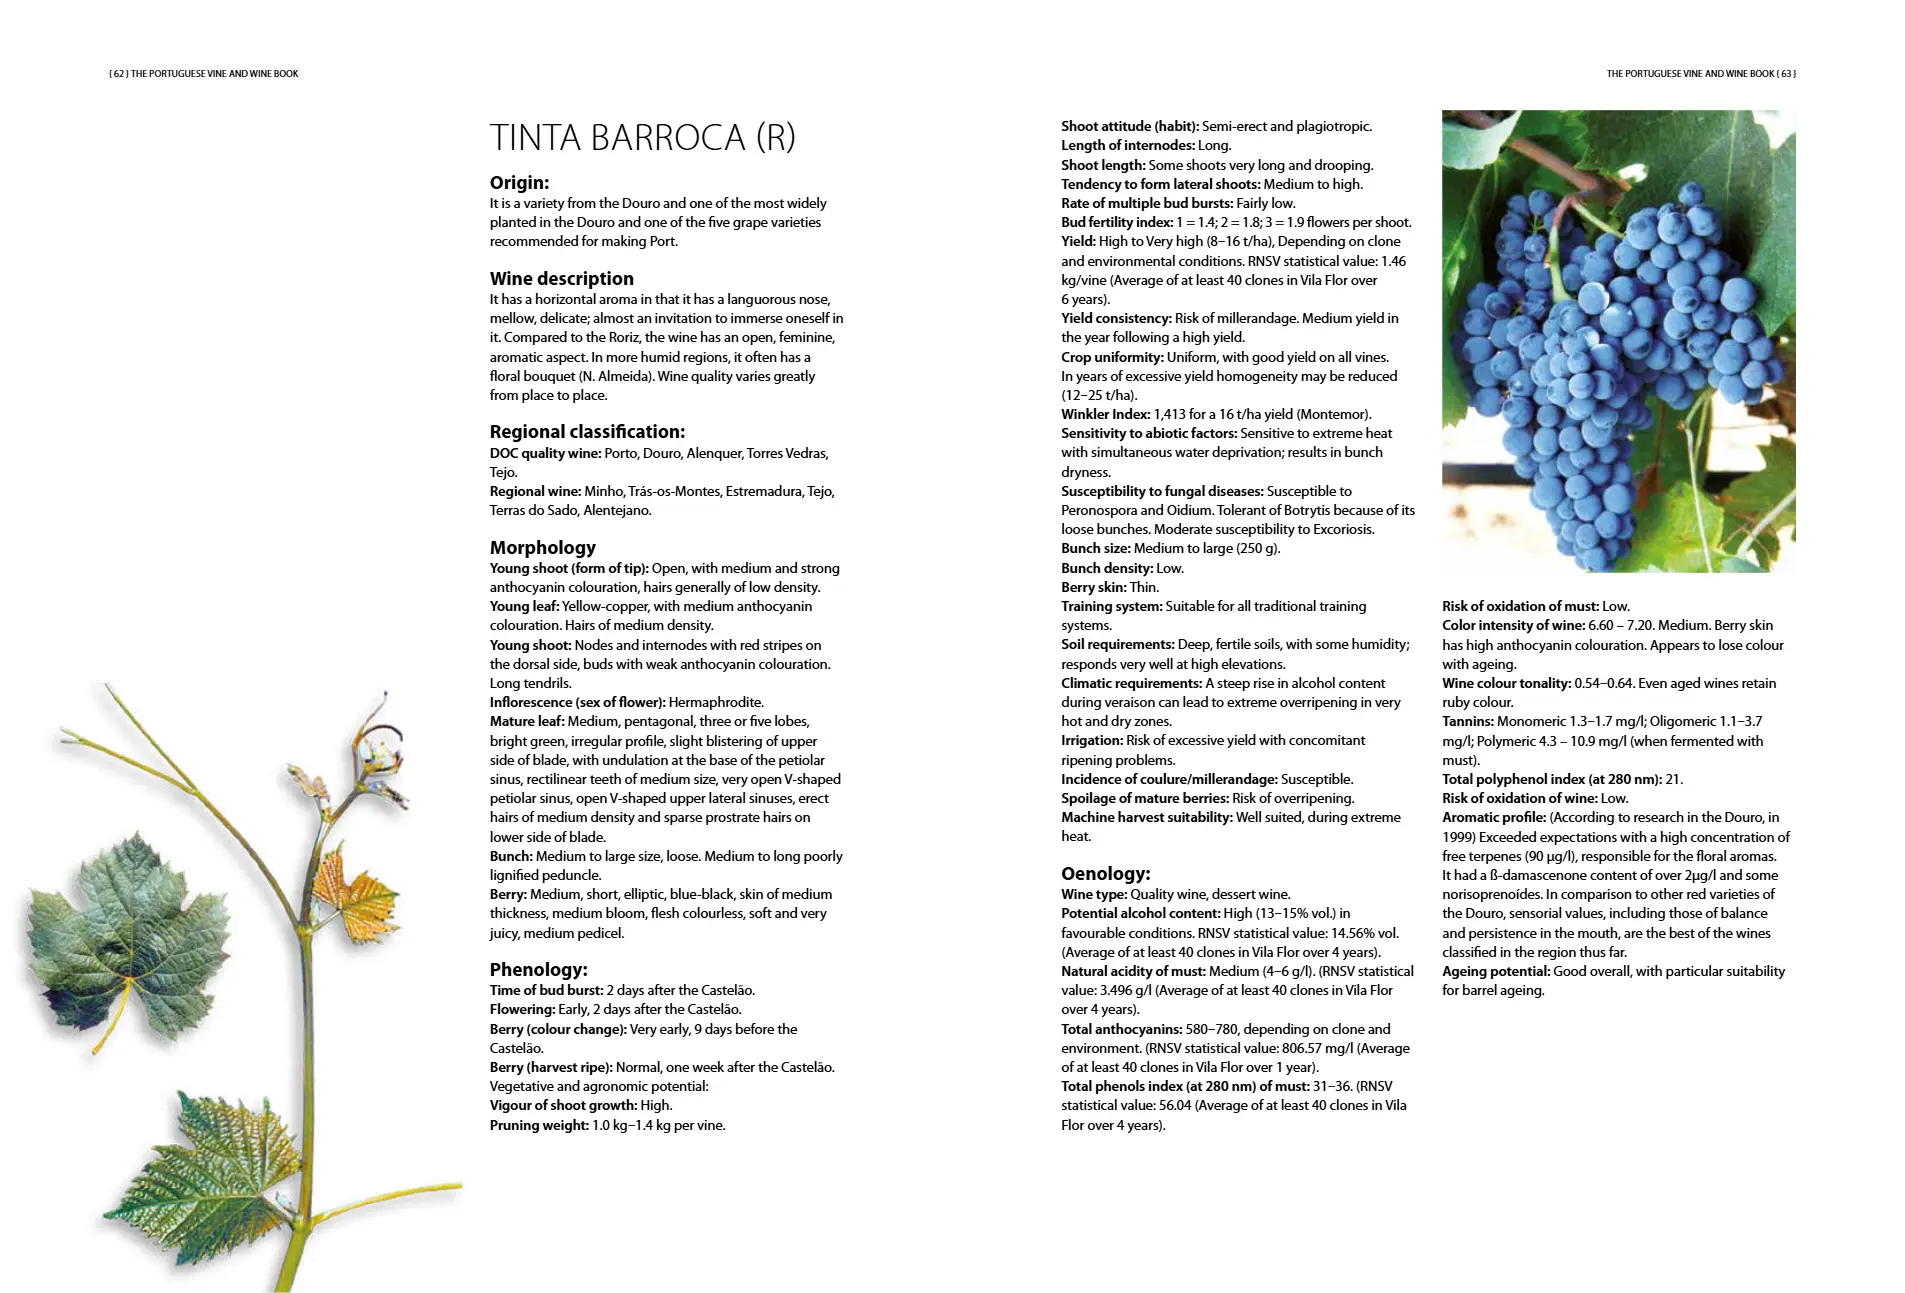 { 62 } THE PORTUGUESE VINE AND WINE BOOK
THE PORTUGUESE VINE AND WINE BOOK { 63 }
TINTA BARROCA (R)
Origin:
It is a variety from the Douro and one of the most widely
planted in the Douro and one of the five grape varieties
recommended for making Port.
Wine description
It has a horizontal aroma in that it has a languorous nose,
mellow, delicate; almost an invitation to immerse oneself in
it. Compared to the Roriz, the wine has an open, feminine,
aromatic aspect. In more humid regions, it often has a
floral bouquet (N. Almeida). Wine quality varies greatly
from place to place.
Regional classification:
DOC quality wine: Porto, Douro, Alenquer, Torres Vedras,
Tejo.
Regional wine: Minho, Trás-os-Montes, Estremadura, Tejo,
Terras do Sado, Alentejano.
Morphology
Young shoot (form of tip): Open, with medium and strong
anthocyanin colouration, hairs generally of low density.
Young leaf: Yellow-copper, with medium anthocyanin
colouration. Hairs of medium density.
Young shoot: Nodes and internodes with red stripes on
the dorsal side, buds with weak anthocyanin colouration.
Long tendrils.
Inflorescence (sex of flower): Hermaphrodite.
Mature leaf: Medium, pentagonal, three or five lobes,
bright green, irregular profile, slight blistering of upper
side of blade, with undulation at the base of the petiolar
sinus, rectilinear teeth of medium size, very open V-shaped
petiolar sinus, open V-shaped upper lateral sinuses, erect
hairs of medium density and sparse prostrate hairs on
lower side of blade.
Bunch: Medium to large size, loose. Medium to long poorly
lignified peduncle.
Berry: Medium, short, elliptic, blue-black, skin of medium
thickness, medium bloom, flesh colourless, soft and very
juicy, medium pedicel.
Phenology:
Time of bud burst: 2 days after the Castelão.
Flowering: Early, 2 days after the Castelão.
Berry (colour change): Very early, 9 days before the
Castelão.
Berry (harvest ripe): Normal, one week after the Castelão.
Vegetative and agronomic potential:
Vigour of shoot growth: High.
Pruning weight: 1.0 kg–1.4 kg per vine.
Shoot attitude (habit): Semi-erect and plagiotropic.
Length of internodes: Long.
Shoot length: Some shoots very long and drooping.
Tendency to form lateral shoots: Medium to high.
Rate of multiple bud bursts: Fairly low.
Bud fertility index: 1 = 1.4; 2 = 1.8; 3 = 1.9 flowers per shoot.
Yield: High to Very high (8–16 t/ha), Depending on clone
and environmental conditions. RNSV statistical value: 1.46
kg/vine (Average of at least 40 clones in Vila Flor over
6 years).
Yield consistency: Risk of millerandage. Medium yield in
the year following a high yield.
Crop uniformity: Uniform, with good yield on all vines.
In years of excessive yield homogeneity may be reduced
(12–25 t/ha).
Winkler Index: 1,413 for a 16 t/ha yield (Montemor).
Sensitivity to abiotic factors: Sensitive to extreme heat
with simultaneous water deprivation; results in bunch
dryness.
Susceptibility to fungal diseases: Susceptible to
Peronospora and Oidium. Tolerant of Botrytis because of its
loose bunches. Moderate susceptibility to Excoriosis.
Bunch size: Medium to large (250 g).
Bunch density: Low.
Berry skin: Thin.
Training system: Suitable for all traditional training
systems.
Soil requirements: Deep, fertile soils, with some humidity;
responds very well at high elevations.
Climatic requirements: A steep rise in alcohol content
during veraison can lead to extreme overripening in very
hot and dry zones.
Irrigation: Risk of excessive yield with concomitant
ripening problems.
Incidence of coulure/millerandage: Susceptible.
Spoilage of mature berries: Risk of overripening.
Machine harvest suitability: Well suited, during extreme
heat.
Oenology:
Wine type: Quality wine, dessert wine.
Potential alcohol content: High (13–15% vol.) in
favourable conditions. RNSV statistical value: 14.56% vol.
(Average of at least 40 clones in Vila Flor over 4 years).
Natural acidity of must: Medium (4–6 g/l). (RNSV statistical
value: 3.496 g/l (Average of at least 40 clones in Vila Flor
over 4 years).
Total anthocyanins: 580–780, depending on clone and
environment. (RNSV statistical value: 806.57 mg/l (Average
of at least 40 clones in Vila Flor over 1 year).
Total phenols index (at 280 nm) of must: 31–36. (RNSV
statistical value: 56.04 (Average of at least 40 clones in Vila
Flor over 4 years).
Risk of oxidation of must: Low.
Color intensity of wine: 6.60 – 7.20. Medium. Berry skin
has high anthocyanin colouration. Appears to lose colour
with ageing.
Wine colour tonality: 0.54–0.64. Even aged wines retain
ruby colour.
Tannins: Monomeric 1.3–1.7 mg/l; Oligomeric 1.1–3.7
mg/l; Polymeric 4.3 – 10.9 mg/l (when fermented with
must).
Total polyphenol index (at 280 nm): 21.
Risk of oxidation of wine: Low.
Aromatic profile: (According to research in the Douro, in
1999) Exceeded expectations with a high concentration of
free terpenes (90 µg/l), responsible for the floral aromas.
It had a ß-damascenone content of over 2µg/l and some
norisoprenoídes. In comparison to other red varieties of
the Douro, sensorial values, including those of balance
and persistence in the mouth, are the best of the wines
classified in the region thus far.
Ageing potential: Good overall, with particular suitability
for barrel ageing.